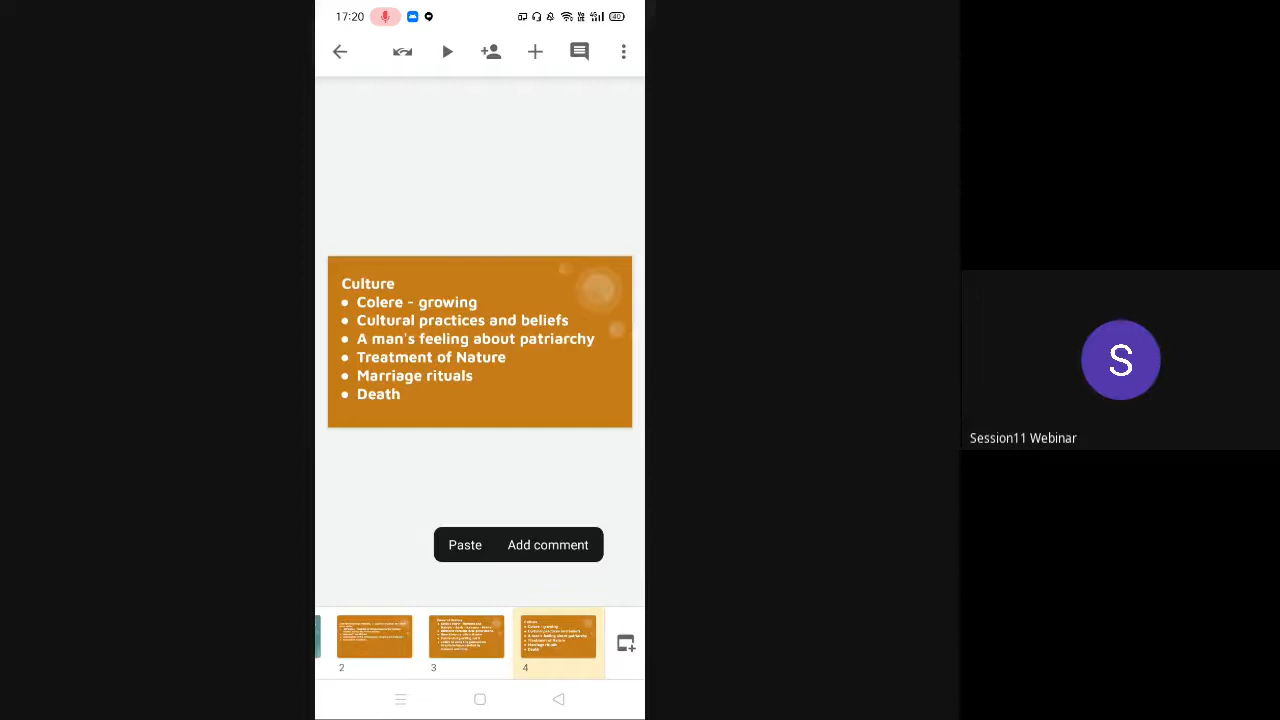 17:20
40
Culture
• Colere - growing
• Cultural practices and beliefs
• A man's feeling about patriarchy
• Treatment of Nature
• Marriage rituals
• Death
S
Session11 Webinar
Paste Add comment
2
3
4